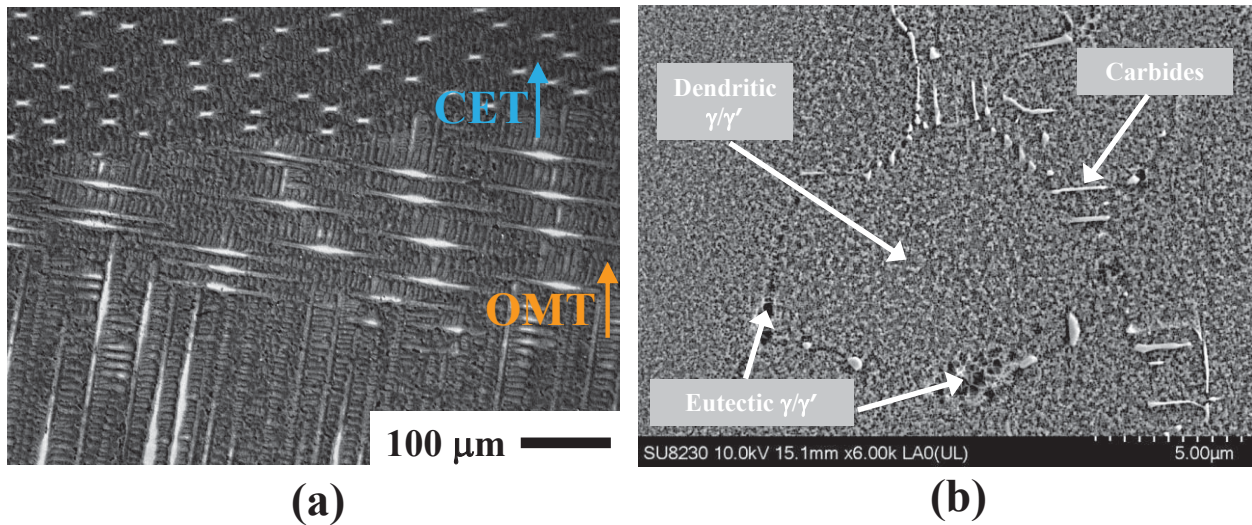 CET
OMT
100 μm
(a)
Dendritic
γ/γ′
Carbides
Eutectic γ/γ′
SU8230 10.0kV 15.1mm x6.00k LA0(UL)
5.00μm
(b)